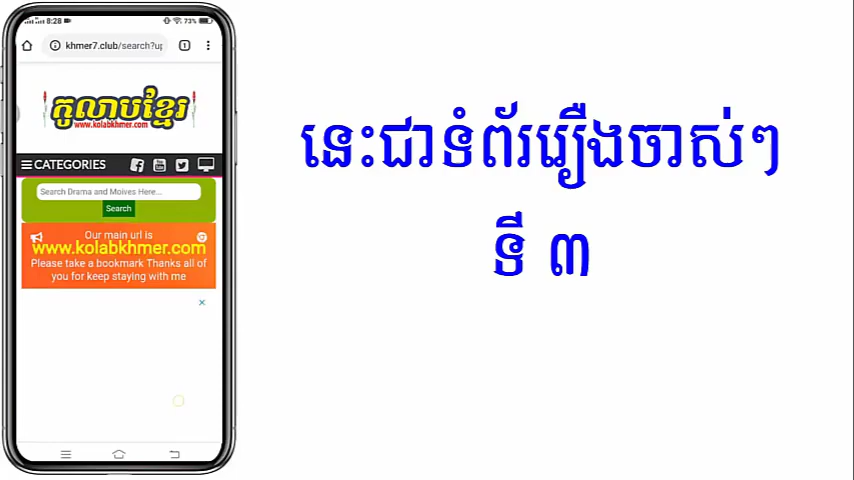 8:28
73%
khmer7.club/search?up
1
កូលាបខ្មែរ
www.kolabkhmer.com
CATEGORIES
Search Drama and Moives Here...
Search
Our main url is
www.kolabkhmer.com
Please take a bookmark Thanks all of
you for keep staying with me
នេះជាទំព័ររឿងចាស់ៗ
ទី ៣